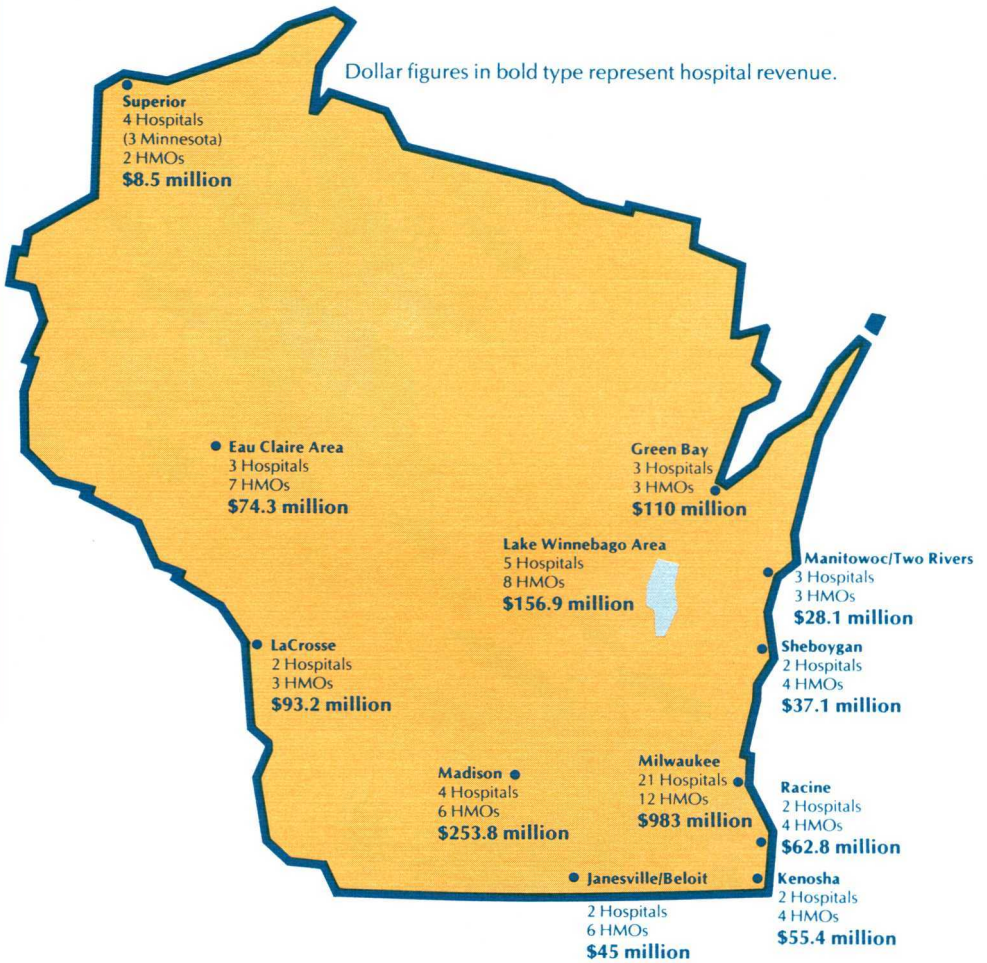 Dollar figures in bold type represent hospital revenue.
Superior
4 Hospitals
(3 Minnesota)
2 HMOs
$8.5 million
Eau Claire Area
3 Hospitals
7 HMOs
$74.3 million
Green Bay
3 Hospitals
3 HMOs
$110 million
Lake Winnebago Area
5 Hospitals
8 HMOs
$156.9 million
Manitowoc/Two Rivers
3 Hospitals
3 HMOs
$28.1 million
LaCrosse
2 Hospitals
3 HMOs
$93.2 million
Sheboygan
2 Hospitals
4 HMOs
$37.1 million
Madison
4 Hospitals
6 HMOs
$253.8 million
Milwaukee
21 Hospitals
12 HMOs
$983 million
Racine
2 Hospitals
4 HMOs
$62.8 million
Janesville/Beloit
2 Hospitals
6 HMOs
$45 million
Kenosha
2 Hospitals
4 HMOs
$55.4 million